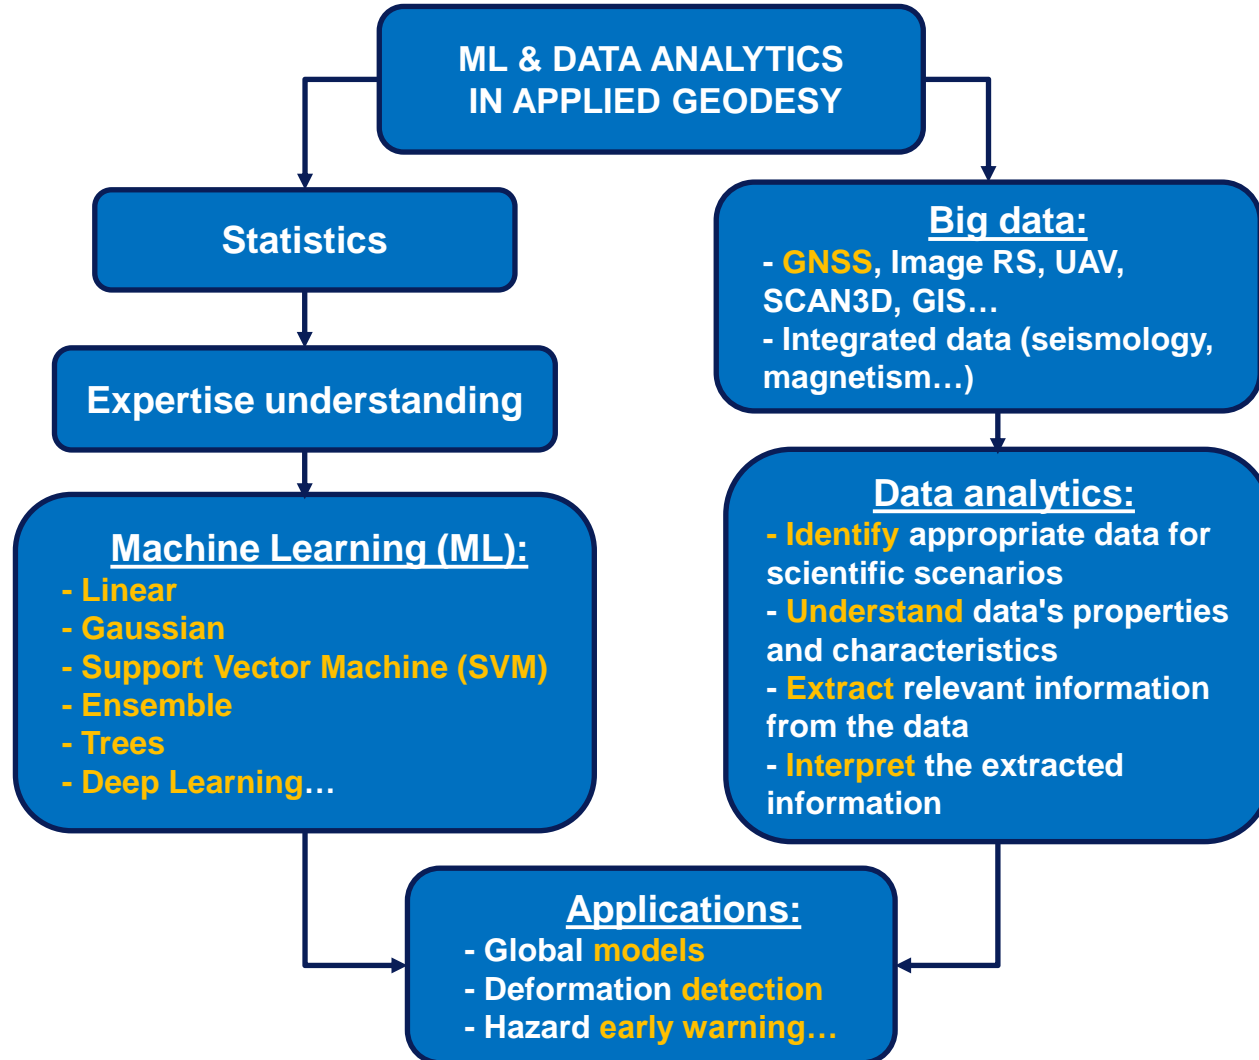 ML & DATA ANALYTICS
IN APPLIED GEODESY
Statistics
Expertise understanding
Machine Learning (ML):
- Linear
- Gaussian
- Support Vector Machine (SVM)
- Ensemble
- Trees
- Deep Learning…
Big data:
- GNSS, Image RS, UAV,
SCAN3D, GIS…
- Integrated data (seismology,
magnetism…)
Data analytics:
- Identify appropriate data for
scientific scenarios
- Understand data's properties
and characteristics
- Extract relevant information
from the data
- Interpret the extracted
information
Applications:
- Global models
- Deformation detection
- Hazard early warning…